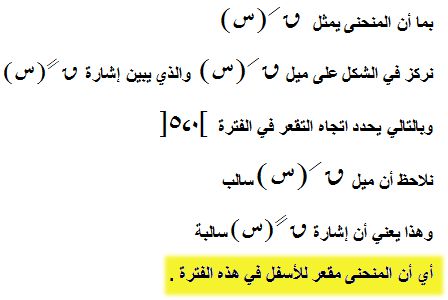 بما أن المنحنى يمثل ق′(س)
نركز في الشكل على ميل ق′(س) والذي يبين إشارة ق″(س)
وبالتالي يحدد اتجاه التقعر في الفترة ]٥،٠[
نلاحظ أن ميل ق′(س) سالب
وهذا يعني أن إشارة ق″(س) سالبة
أي أن المنحنى مقعر للأسفل في هذه الفترة .